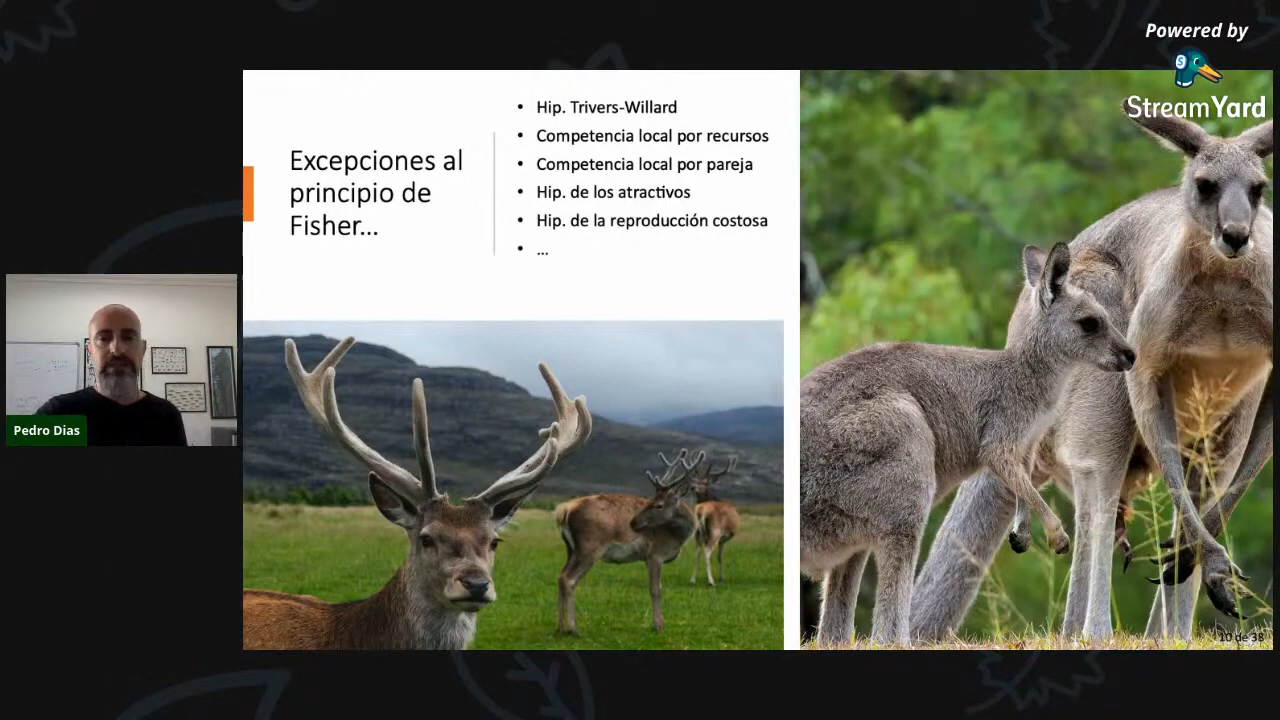 Powered by
StreamYard
Excepciones al
principio de
Fisher...
• Hip. Trivers-Willard
• Competencia local por recursos
• Competencia local por pareja
• Hip. de los atractivos
• Hip. de la reproducción costosa
• ...
Pedro Dias
10 de 38